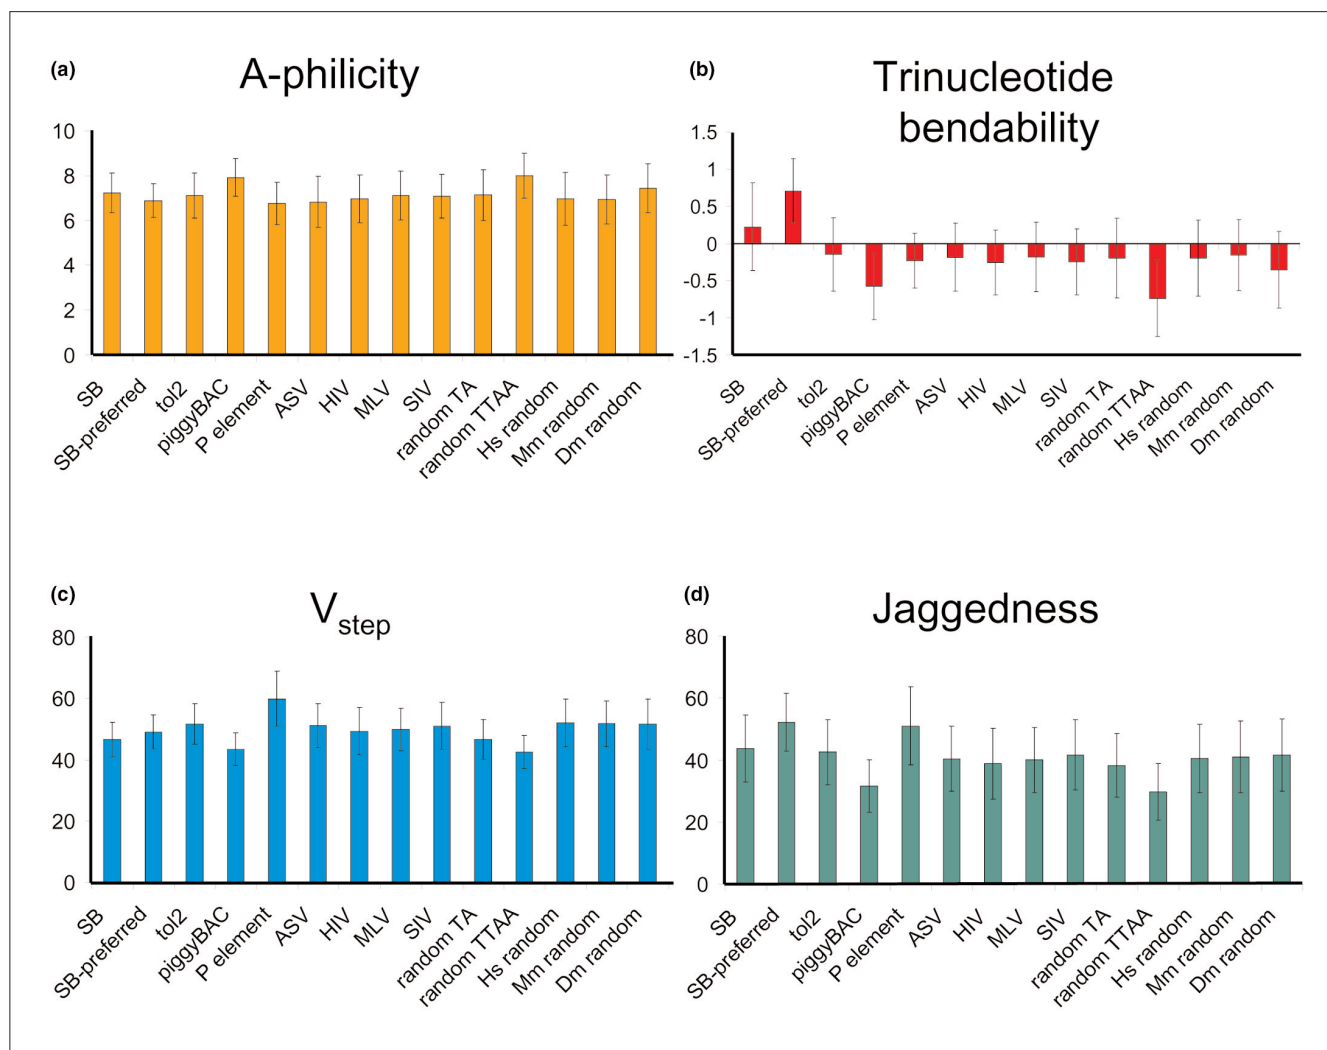 (a)
A-philicity
10
8
6
4
2
0
SB
SB-preferred
tol2
piggyBAC
P element
ASV
HIV
MLV
SIV
random TA
random TTAA
Hs random
Mm random
Dm random
(b)
Trinucleotide
bendability
1.5
1
0.5
0
-0.5
-1
-1.5
SB
SB-preferred
tol2
piggyBAC
P element
ASV
HIV
MLV
SIV
random TA
random TTAA
Hs random
Mm random
Dm random
(c)
Vstep
80
60
40
20
0
SB
SB-preferred
tol2
piggyBAC
P element
ASV
HIV
MLV
SIV
random TA
random TTAA
Hs random
Mm random
Dm random
(d)
Jaggedness
80
60
40
20
0
SB
SB-preferred
tol2
piggyBAC
P element
ASV
HIV
MLV
SIV
random TA
random TTAA
Hs random
Mm random
Dm random